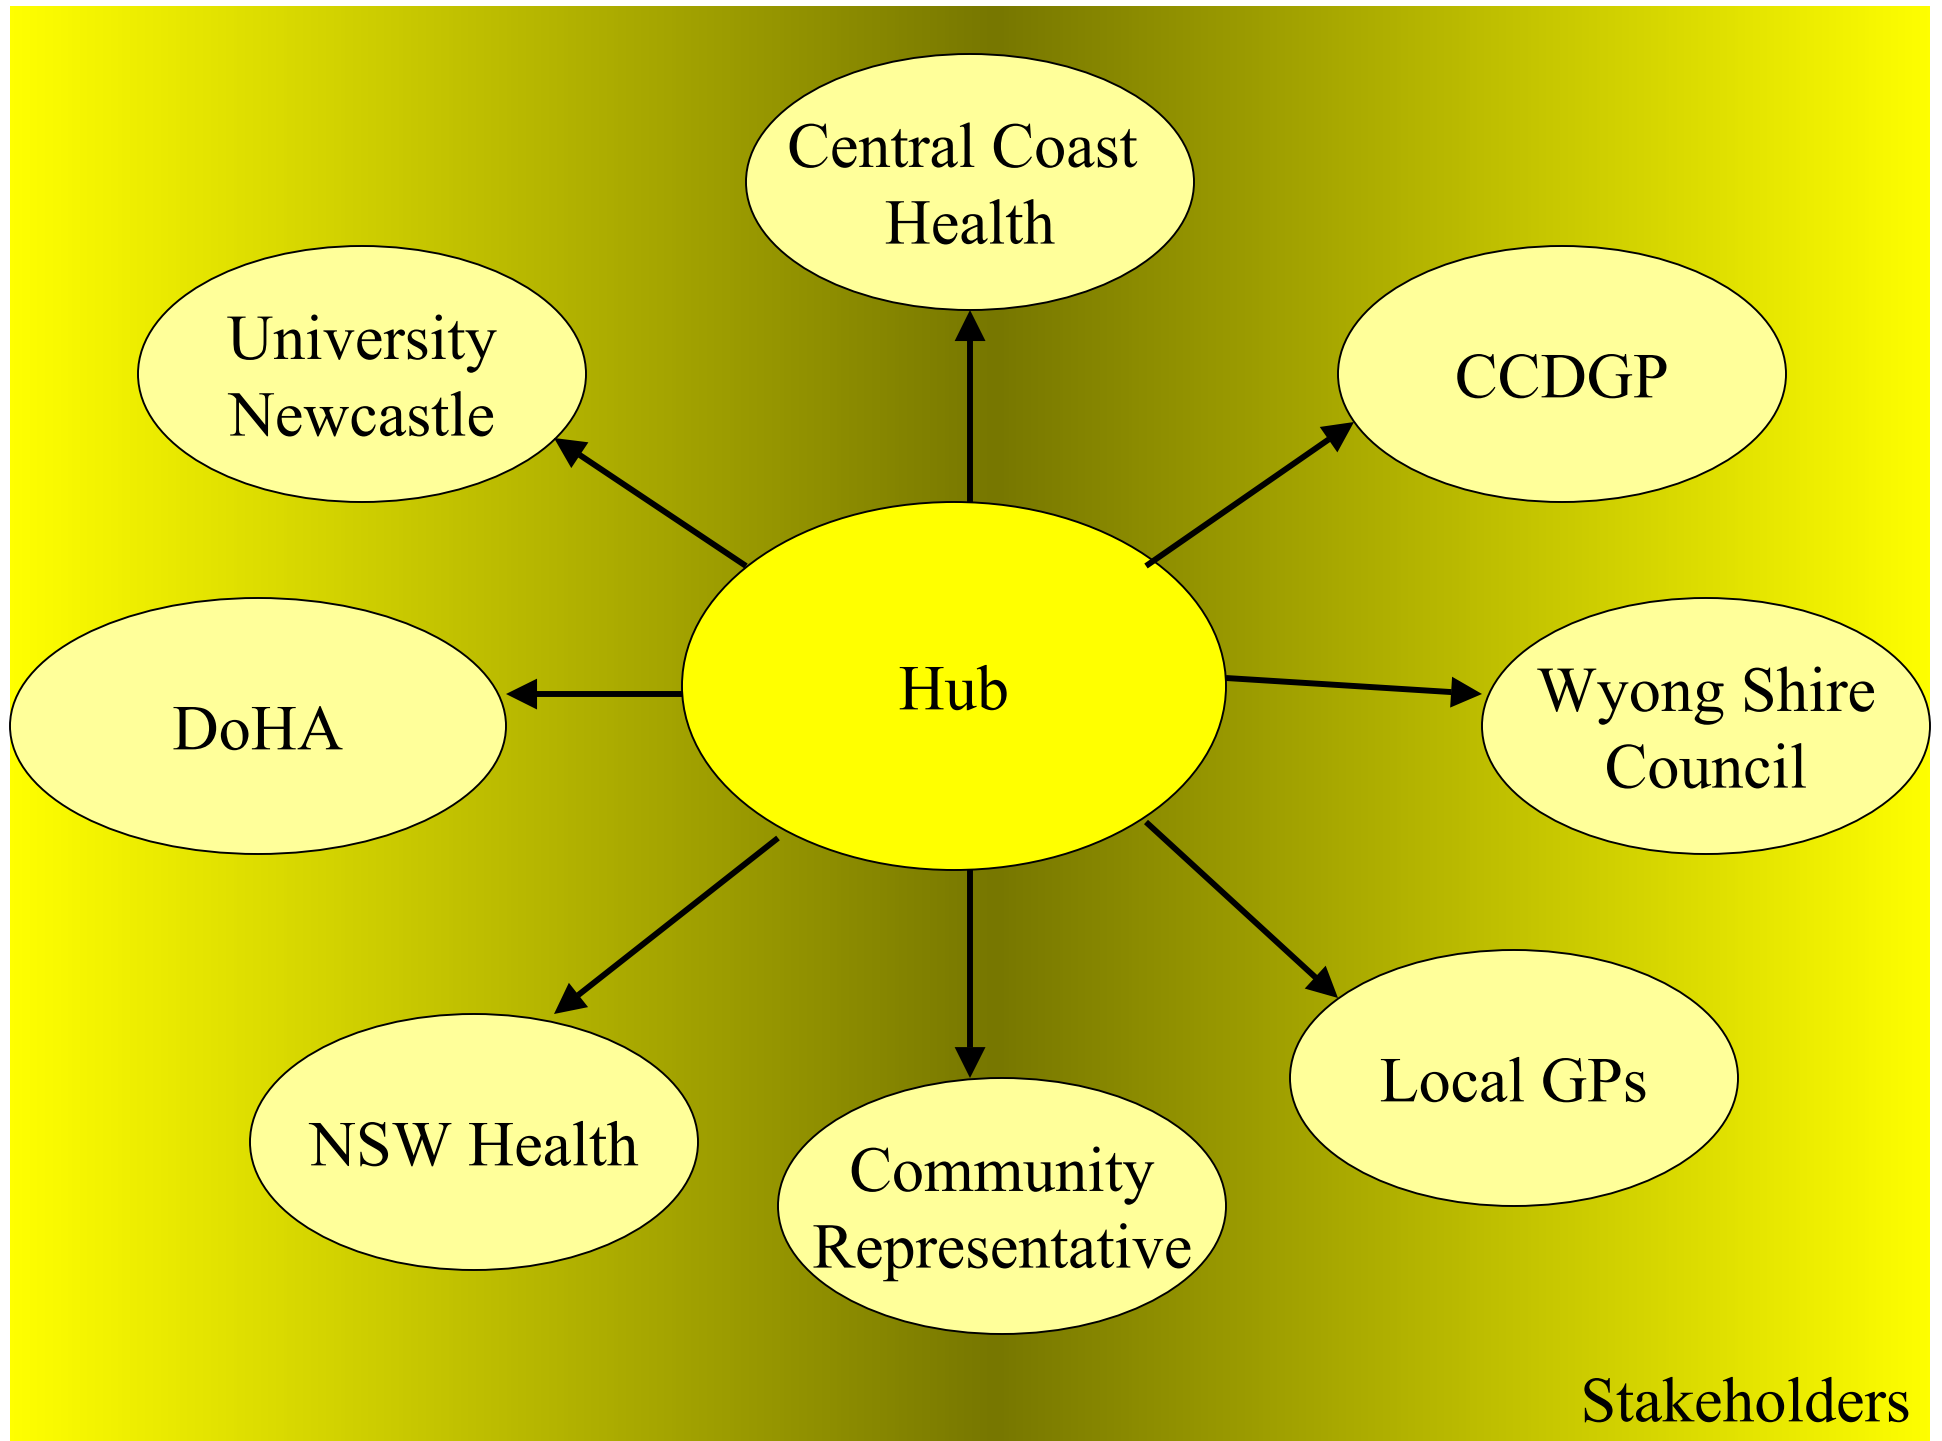 Central Coast
Health
University
Newcastle
CCDGP
Hub
DoHA
Wyong Shire
Council
NSW Health
Community
Representative
Local GPs
Stakeholders